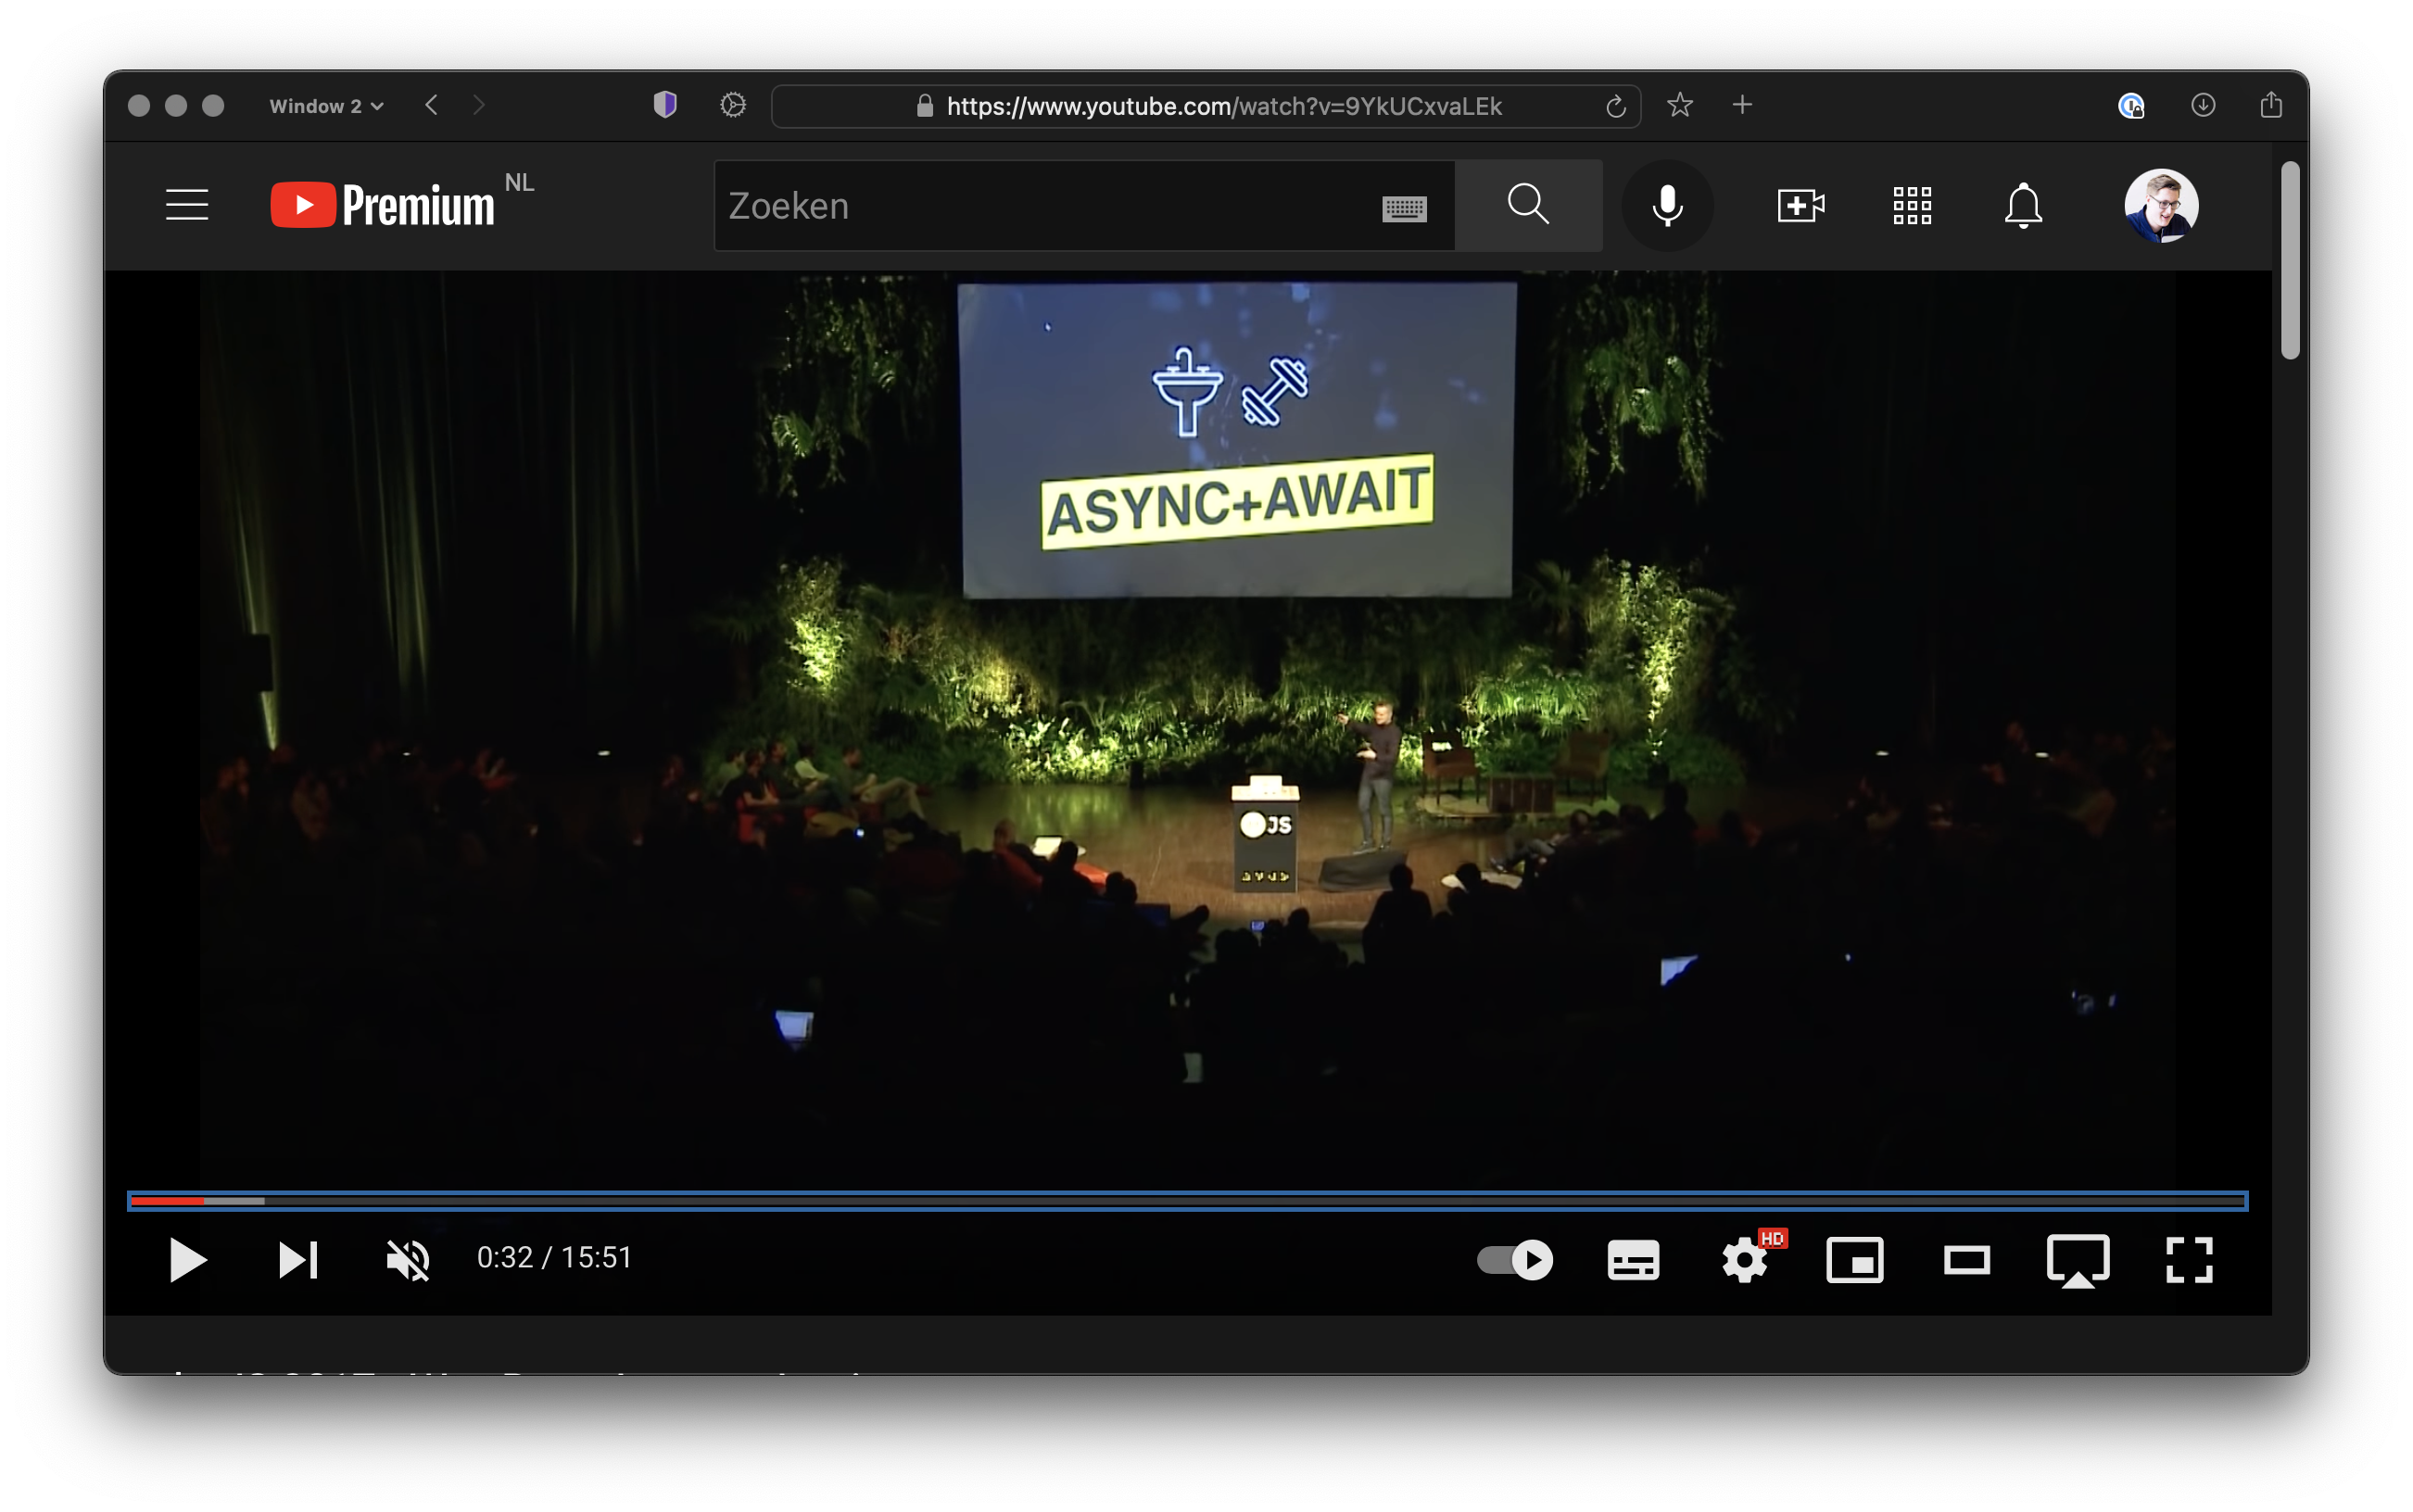 Window 2
https://www.youtube.com/watch?v=9YkUCxvaLEk
Premium NL
Zoeken
ASYNC+AWAIT
JS
0:32 / 15:51
HD